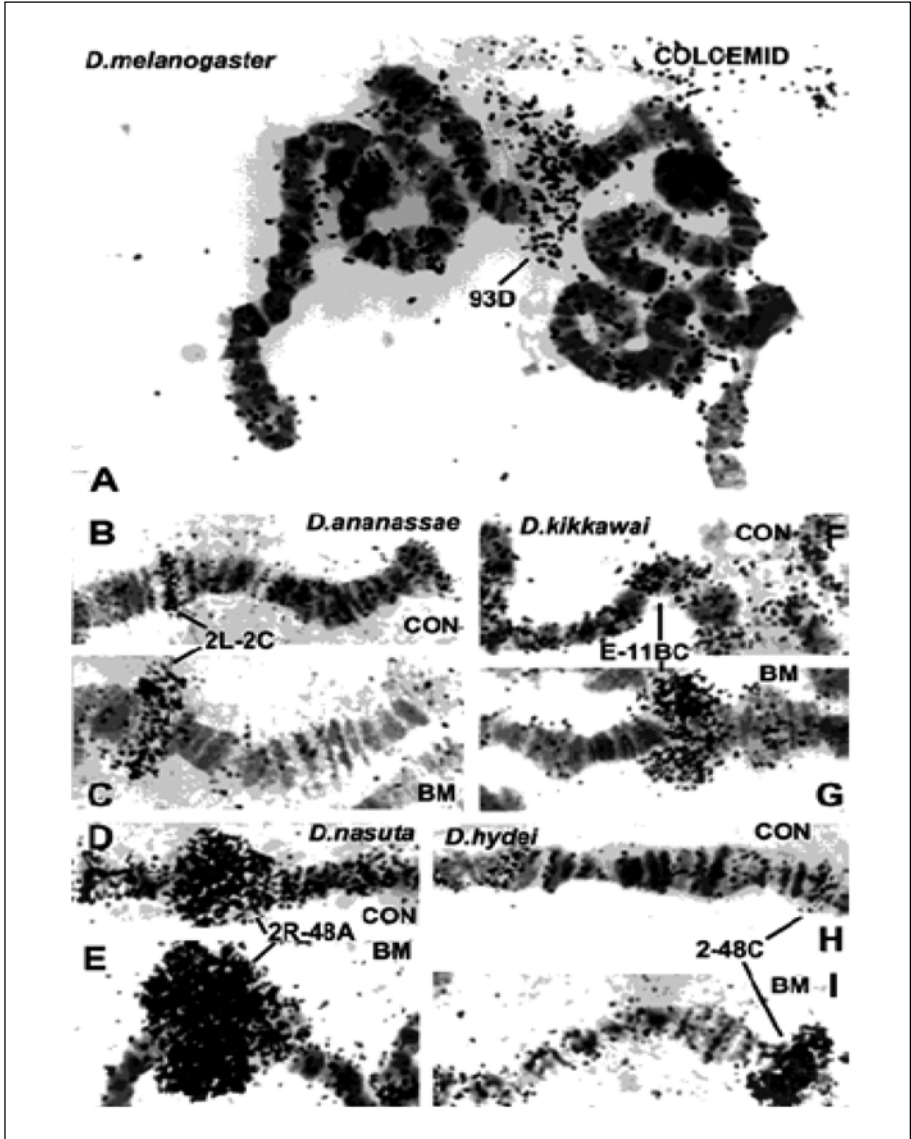 D.melanogaster
COLCEMID
93D
A
B
D.ananassae
CON
2L-2C
C
BM
D.kikkawai
CON
F
E-11BC
BM
G
D
D.nasuta
CON
2R-48A
E
BM
D.hydei
CON
H
2-48C
BM
I